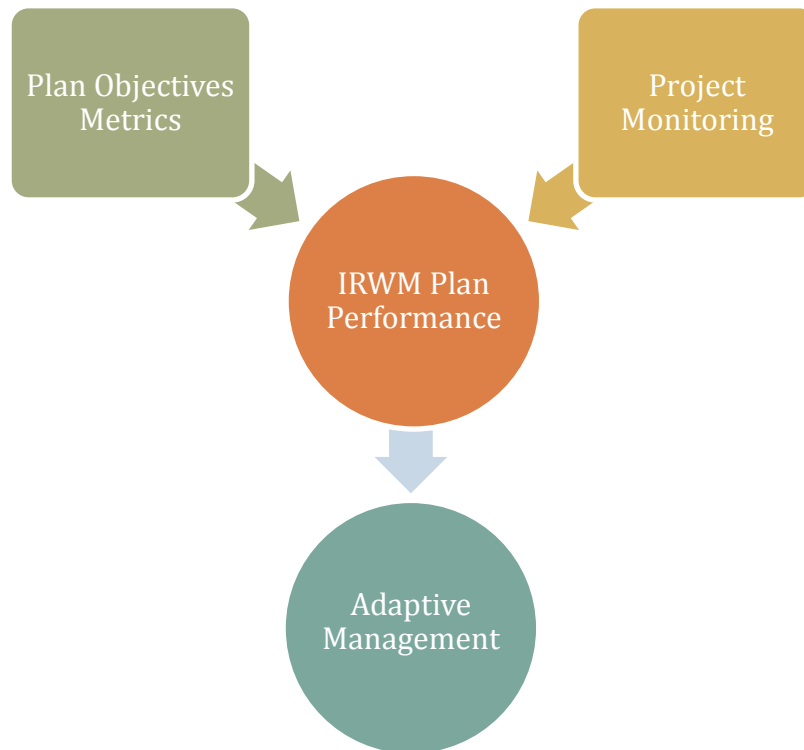 Plan Objectives
Metrics
Project
Monitoring
IRWM Plan
Performance
Adaptive
Management